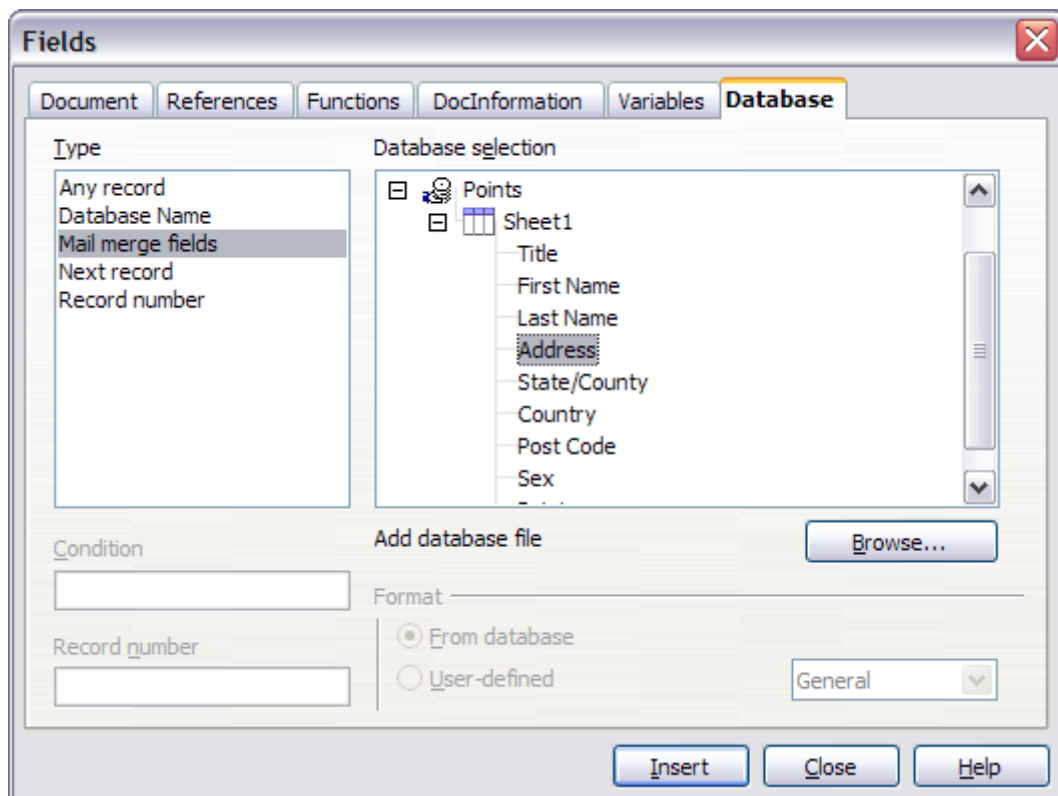 Fields
Document References Functions DocInformation Variables Database
Type
Any record
Database Name
Mail merge fields
Next record
Record number
Database selection
Points
Sheet1
Title
First Name
Last Name
Address
State/County
Country
Post Code
Sex
Condition
Record number
Add database file
Browse...
Format
From database
User-defined
General
Insert Close Help